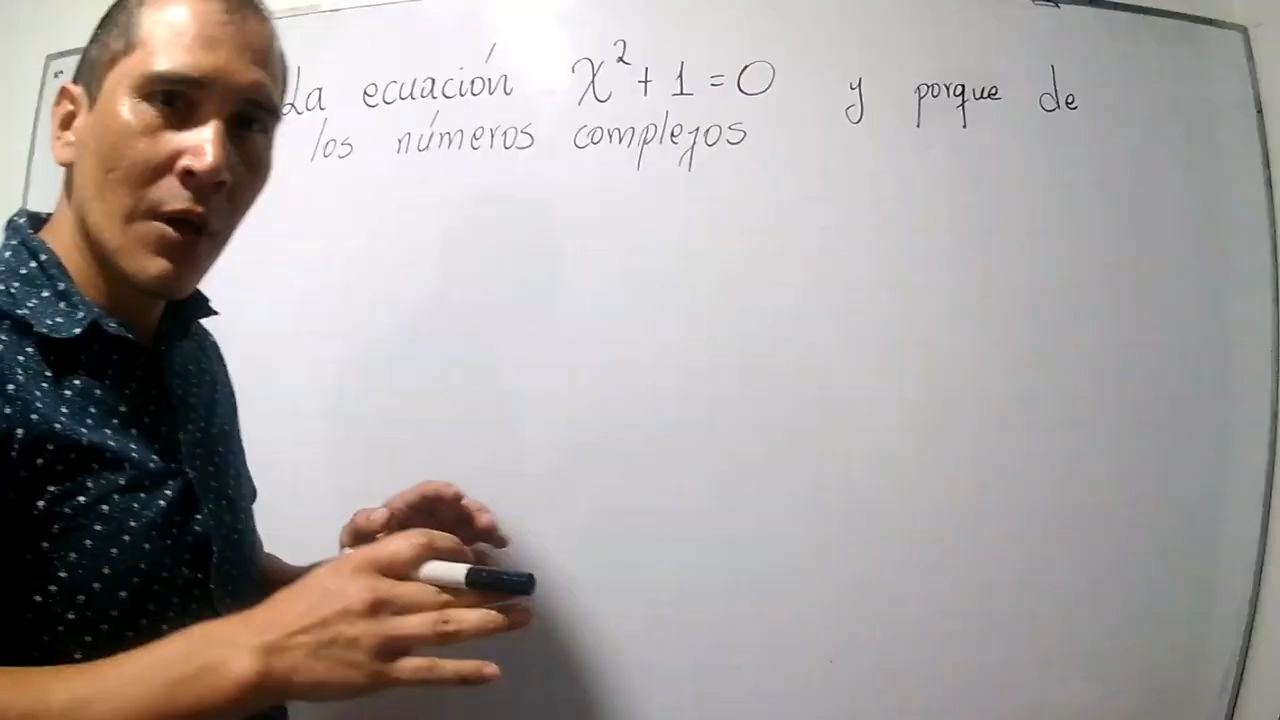 La ecuación x² + 1 = 0 y porque de
los números complejos